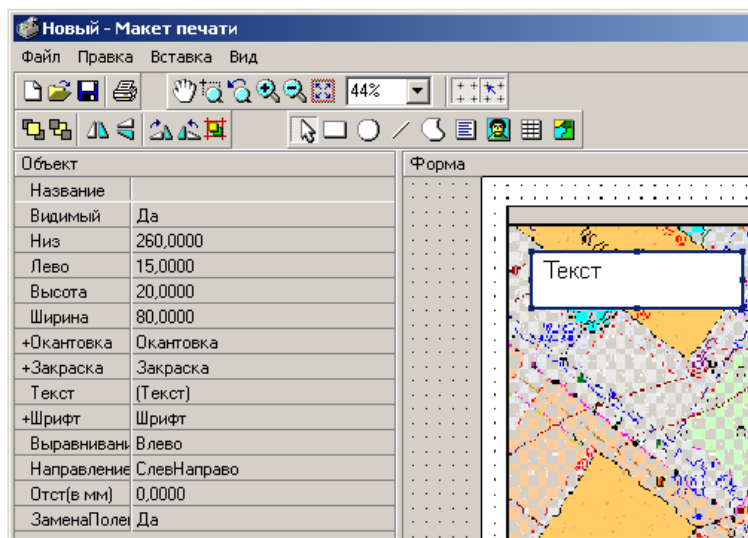 Новый - Макет печати
Файл Правка Вставка Вид
44%
Объект
Форма
Название
Видимый Да
Низ 260,0000
Лево 15,0000
Высота 20,0000
Ширина 80,0000
+Окантовка Окантовка
+Закраска Закраска
Текст (Текст)
+Шрифт Шрифт
Выравнивани Влево
Направление СлевНаправо
Отст(в мм) 0,0000
ЗаменаПолеи Да
Текст